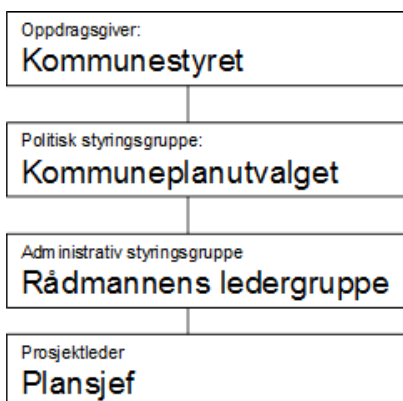 Oppdragsgiver:
Kommunestyret
Politisk styringsgruppe:
Kommuneplanutvalget
Administrativ styringsgruppe
Rådmannens ledergruppe
Prosjektleder
Plansjef